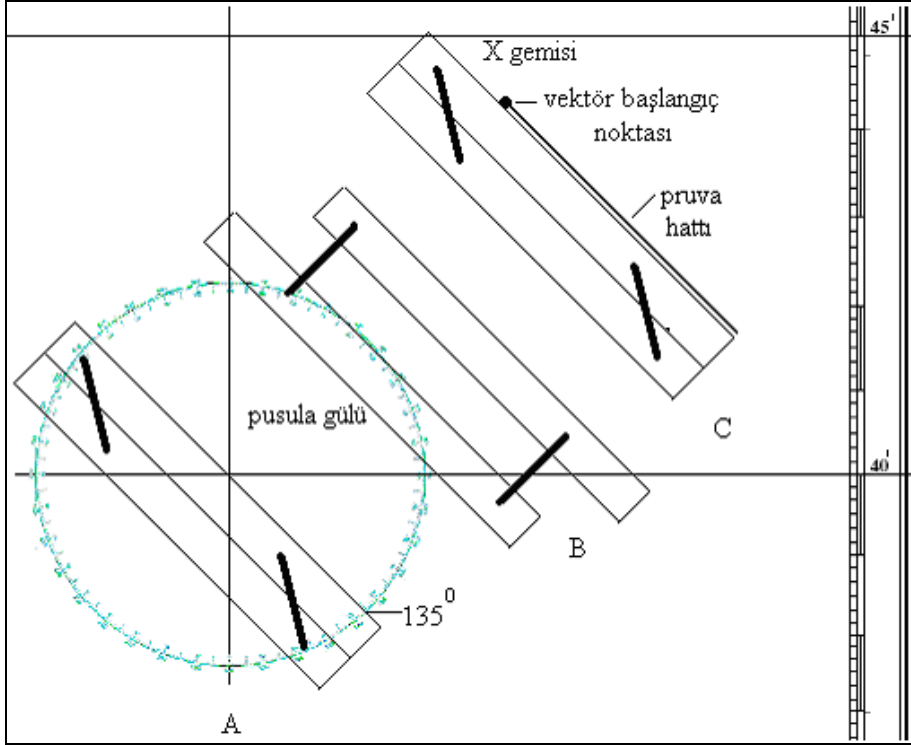 45'
X gemisi
vektör başlangıç
noktası
pruva
hattı
pusula gülü
C
40'
B
135⁰
A